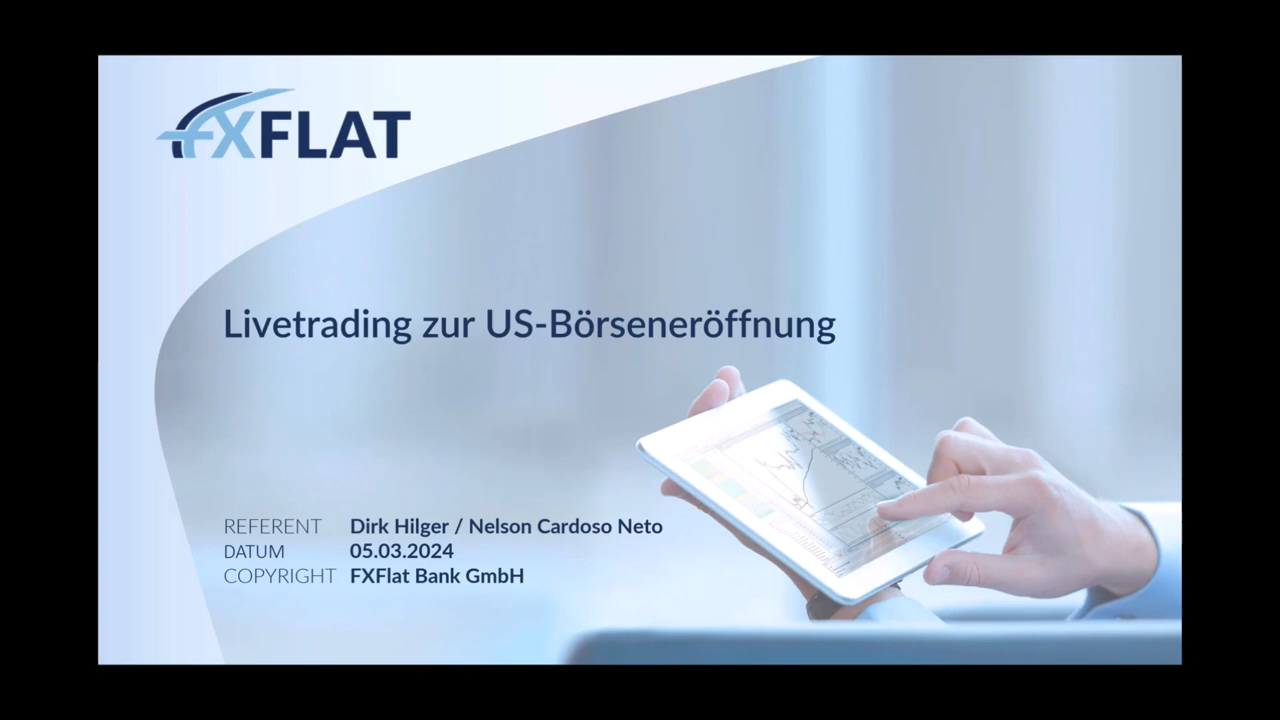 FXFLAT
Livetrading zur US-Börseneröffnung
REFERENT Dirk Hilger / Nelson Cardoso Neto
DATUM 05.03.2024
COPYRIGHT FXFlat Bank GmbH